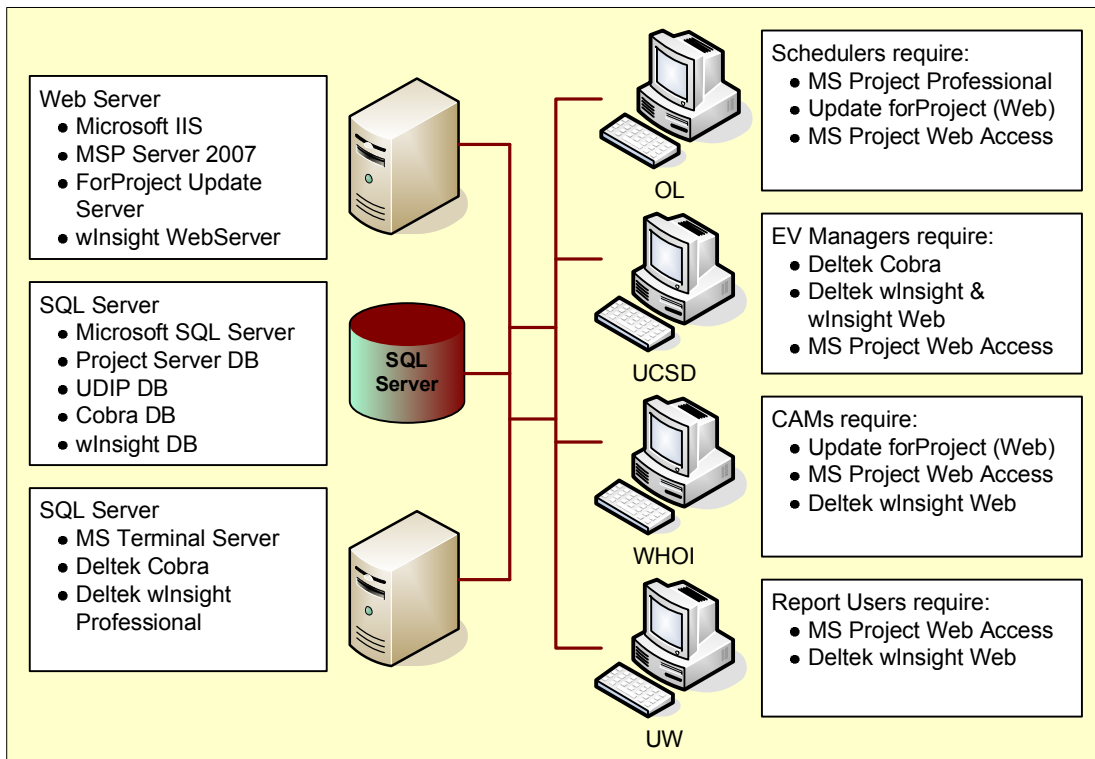 Web Server
• Microsoft IIS
• MSP Server 2007
• ForProject Update
Server
• wInsight WebServer
SQL Server
• Microsoft SQL Server
• Project Server DB
• UDIP DB
• Cobra DB
• wInsight DB
SQL Server
• MS Terminal Server
• Deltek Cobra
• Deltek wInsight
Professional
SQL
Server
OL
UCSD
WHOI
UW
Schedulers require:
• MS Project Professional
• Update forProject (Web)
• MS Project Web Access
EV Managers require:
• Deltek Cobra
• Deltek wInsight &
wInsight Web
• MS Project Web Access
CAMs require:
• Update forProject (Web)
• MS Project Web Access
• Deltek wInsight Web
Report Users require:
• MS Project Web Access
• Deltek wInsight Web